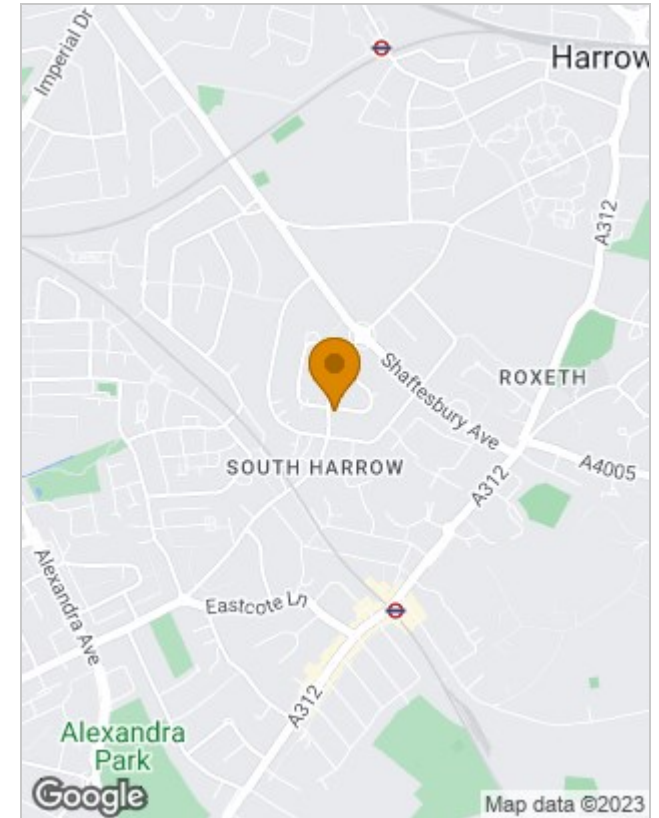 Imperial Dr
Harrow
A312
Shaftesbury Ave
ROXETH
SOUTH HARROW
A4005
A312
Alexandra Ave
Eastcote Ln
A312
Alexandra
Park
Google
Map data ©2023